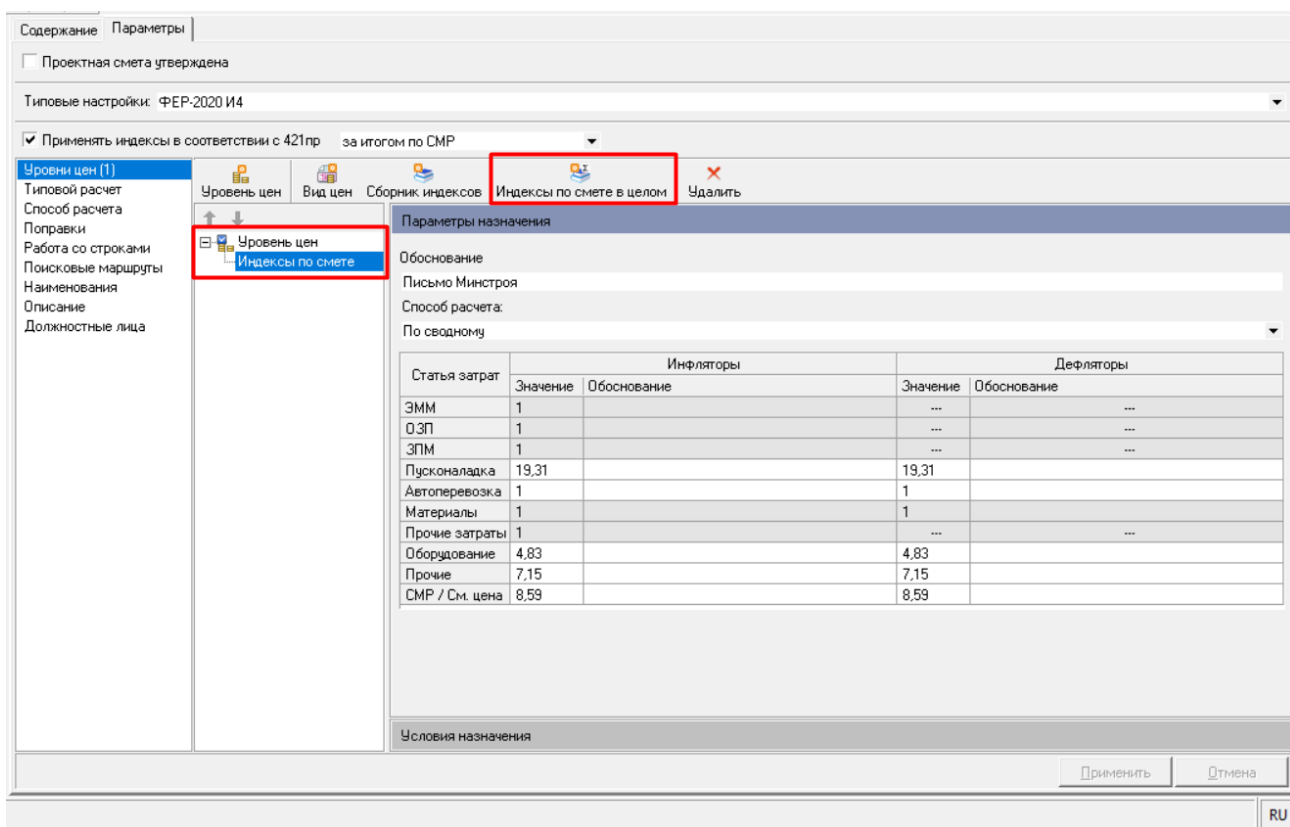 Содержание Параметры
Проектная смета утверждена
Типовые настройки: ФЕР-2020 И4
Применять индексы в соответствии с 421пр за итогом по СМР
Уровни цен (1)
Типовой расчет
Способ расчета
Поправки
Работа со строками
Поисковые маршруты
Наименования
Описание
Должностные лица
Уровень цен Вид цен Сборник индексов Индексы по смете в целом Удалить
Уровень цен
Индексы по смете
Параметры назначения
Обоснование
Письмо Минстроя
Способ расчета:
По сводному
Статья затрат Инфляторы Дефляторы
Значение Обоснование Значение Обоснование
ЭММ 1 --- ---
ОЗП 1 --- ---
ЗПМ 1 --- ---
Пусконаладка 19,31 19,31
Автоперевозка 1 1
Материалы 1 1
Прочие затраты 1 --- ---
Оборудование 4,83 4,83
Прочие 7,15 7,15
СМР / См. цена 8,59 8,59
Условия назначения
Применить Отмена
RU